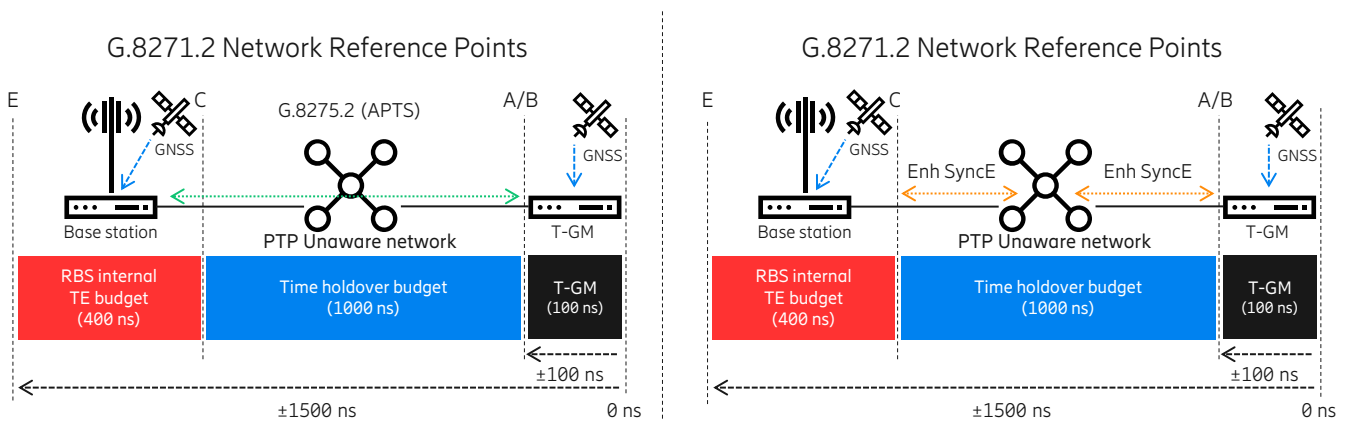 G.8271.2 Network Reference Points
E
C
G.8275.2 (APTS)
A/B
GNSS
GNSS
Base station
PTP Unaware network
T-GM
RBS internal
TE budget
(400 ns)
Time holdover budget
(1000 ns)
T-GM
(100 ns)
±100 ns
±1500 ns
0 ns
G.8271.2 Network Reference Points
E
C
A/B
GNSS
GNSS
Enh SyncE
Enh SyncE
Base station
PTP Unaware network
T-GM
RBS internal
TE budget
(400 ns)
Time holdover budget
(1000 ns)
T-GM
(100 ns)
±100 ns
±1500 ns
0 ns